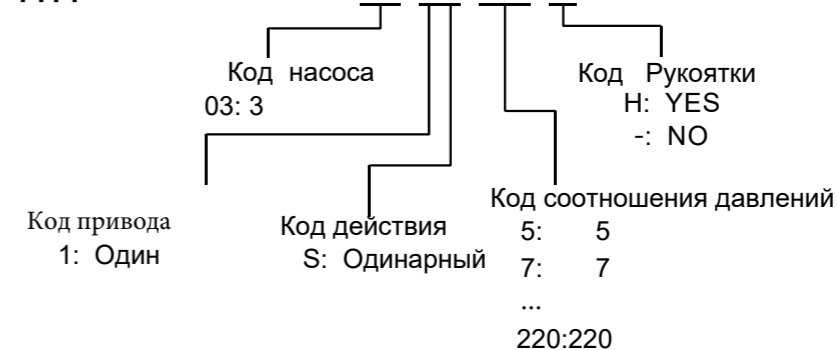 Код насоса
03: 3
Код Рукоятки
H: YES
-: NO
Код привода
1: Один
Код действия
S: Одинарный
Код соотношения давлений
5: 5
7: 7
...
220:220